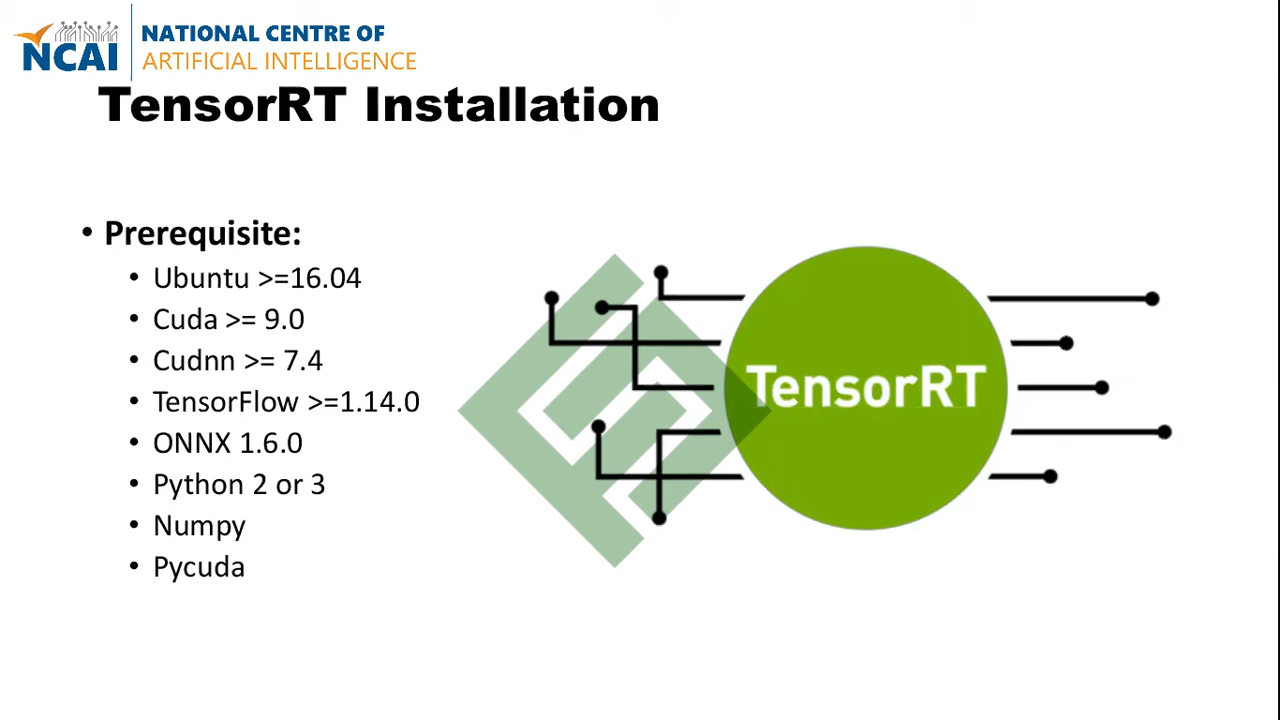 NCAI
NATIONAL CENTRE OF
ARTIFICIAL INTELLIGENCE
TensorRT Installation
• Prerequisite:
• Ubuntu >=16.04
• Cuda >= 9.0
• Cudnn >= 7.4
• TensorFlow >=1.14.0
• ONNX 1.6.0
• Python 2 or 3
• Numpy
• Pycuda
TensorRT